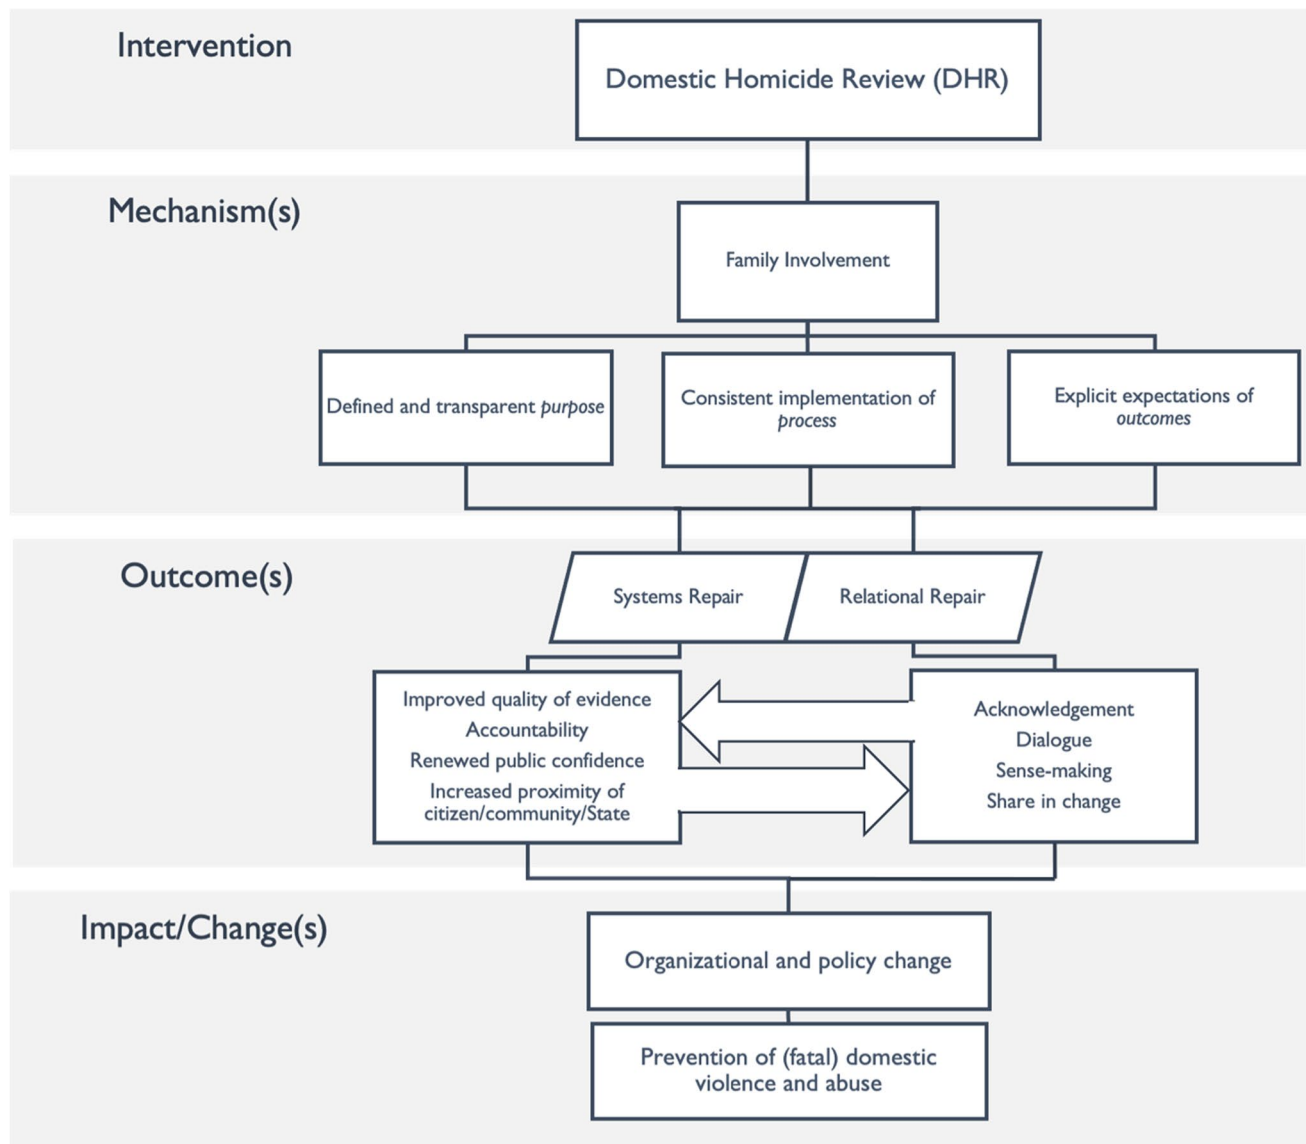 Intervention
Domestic Homicide Review (DHR)
Mechanism(s)
Family Involvement
Defined and transparent purpose
Consistent implementation of
process
Explicit expectations of
outcomes
Outcome(s)
Systems Repair
Relational Repair
Improved quality of evidence
Accountability
Renewed public confidence
Increased proximity of
citizen/community/State
Acknowledgement
Dialogue
Sense-making
Share in change
Impact/Change(s)
Organizational and policy change
Prevention of (fatal) domestic
violence and abuse